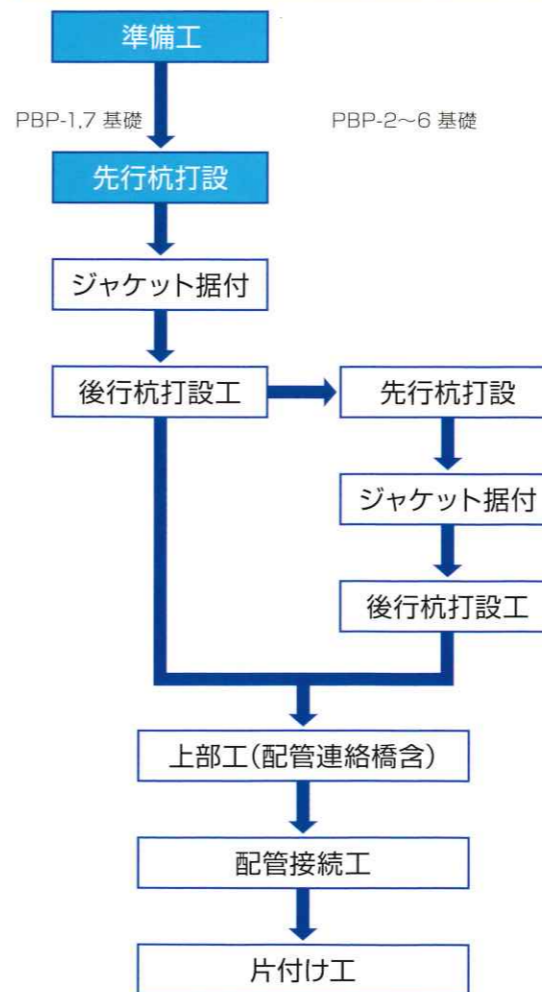 準備工
PBP-1,7 基礎
PBP-2〜6 基礎
先行杭打設
ジャケット据付
後行杭打設工
先行杭打設
ジャケット据付
後行杭打設工
上部工(配管連絡橋含)
配管接続工
片付け工